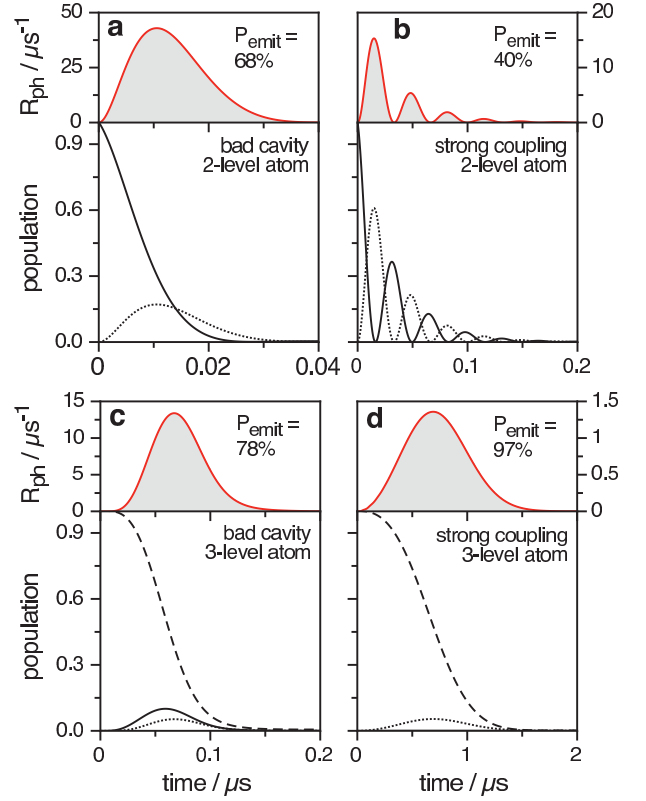 a
b
50
25
0
R_ph / μs⁻¹
P_emit =
68%
P_emit =
40%
20
10
0
0.9
0.6
0.3
0.0
population
bad cavity
2-level atom
strong coupling
2-level atom
0
0.02
0.04
0
0.1
0.2
c
d
15
10
5
0
R_ph / μs⁻¹
P_emit =
78%
P_emit =
97%
1.5
1
0.5
0
0.9
0.6
0.3
0.0
population
bad cavity
3-level atom
strong coupling
3-level atom
0
0.1
0.2
0
1
2
time / μs
time / μs